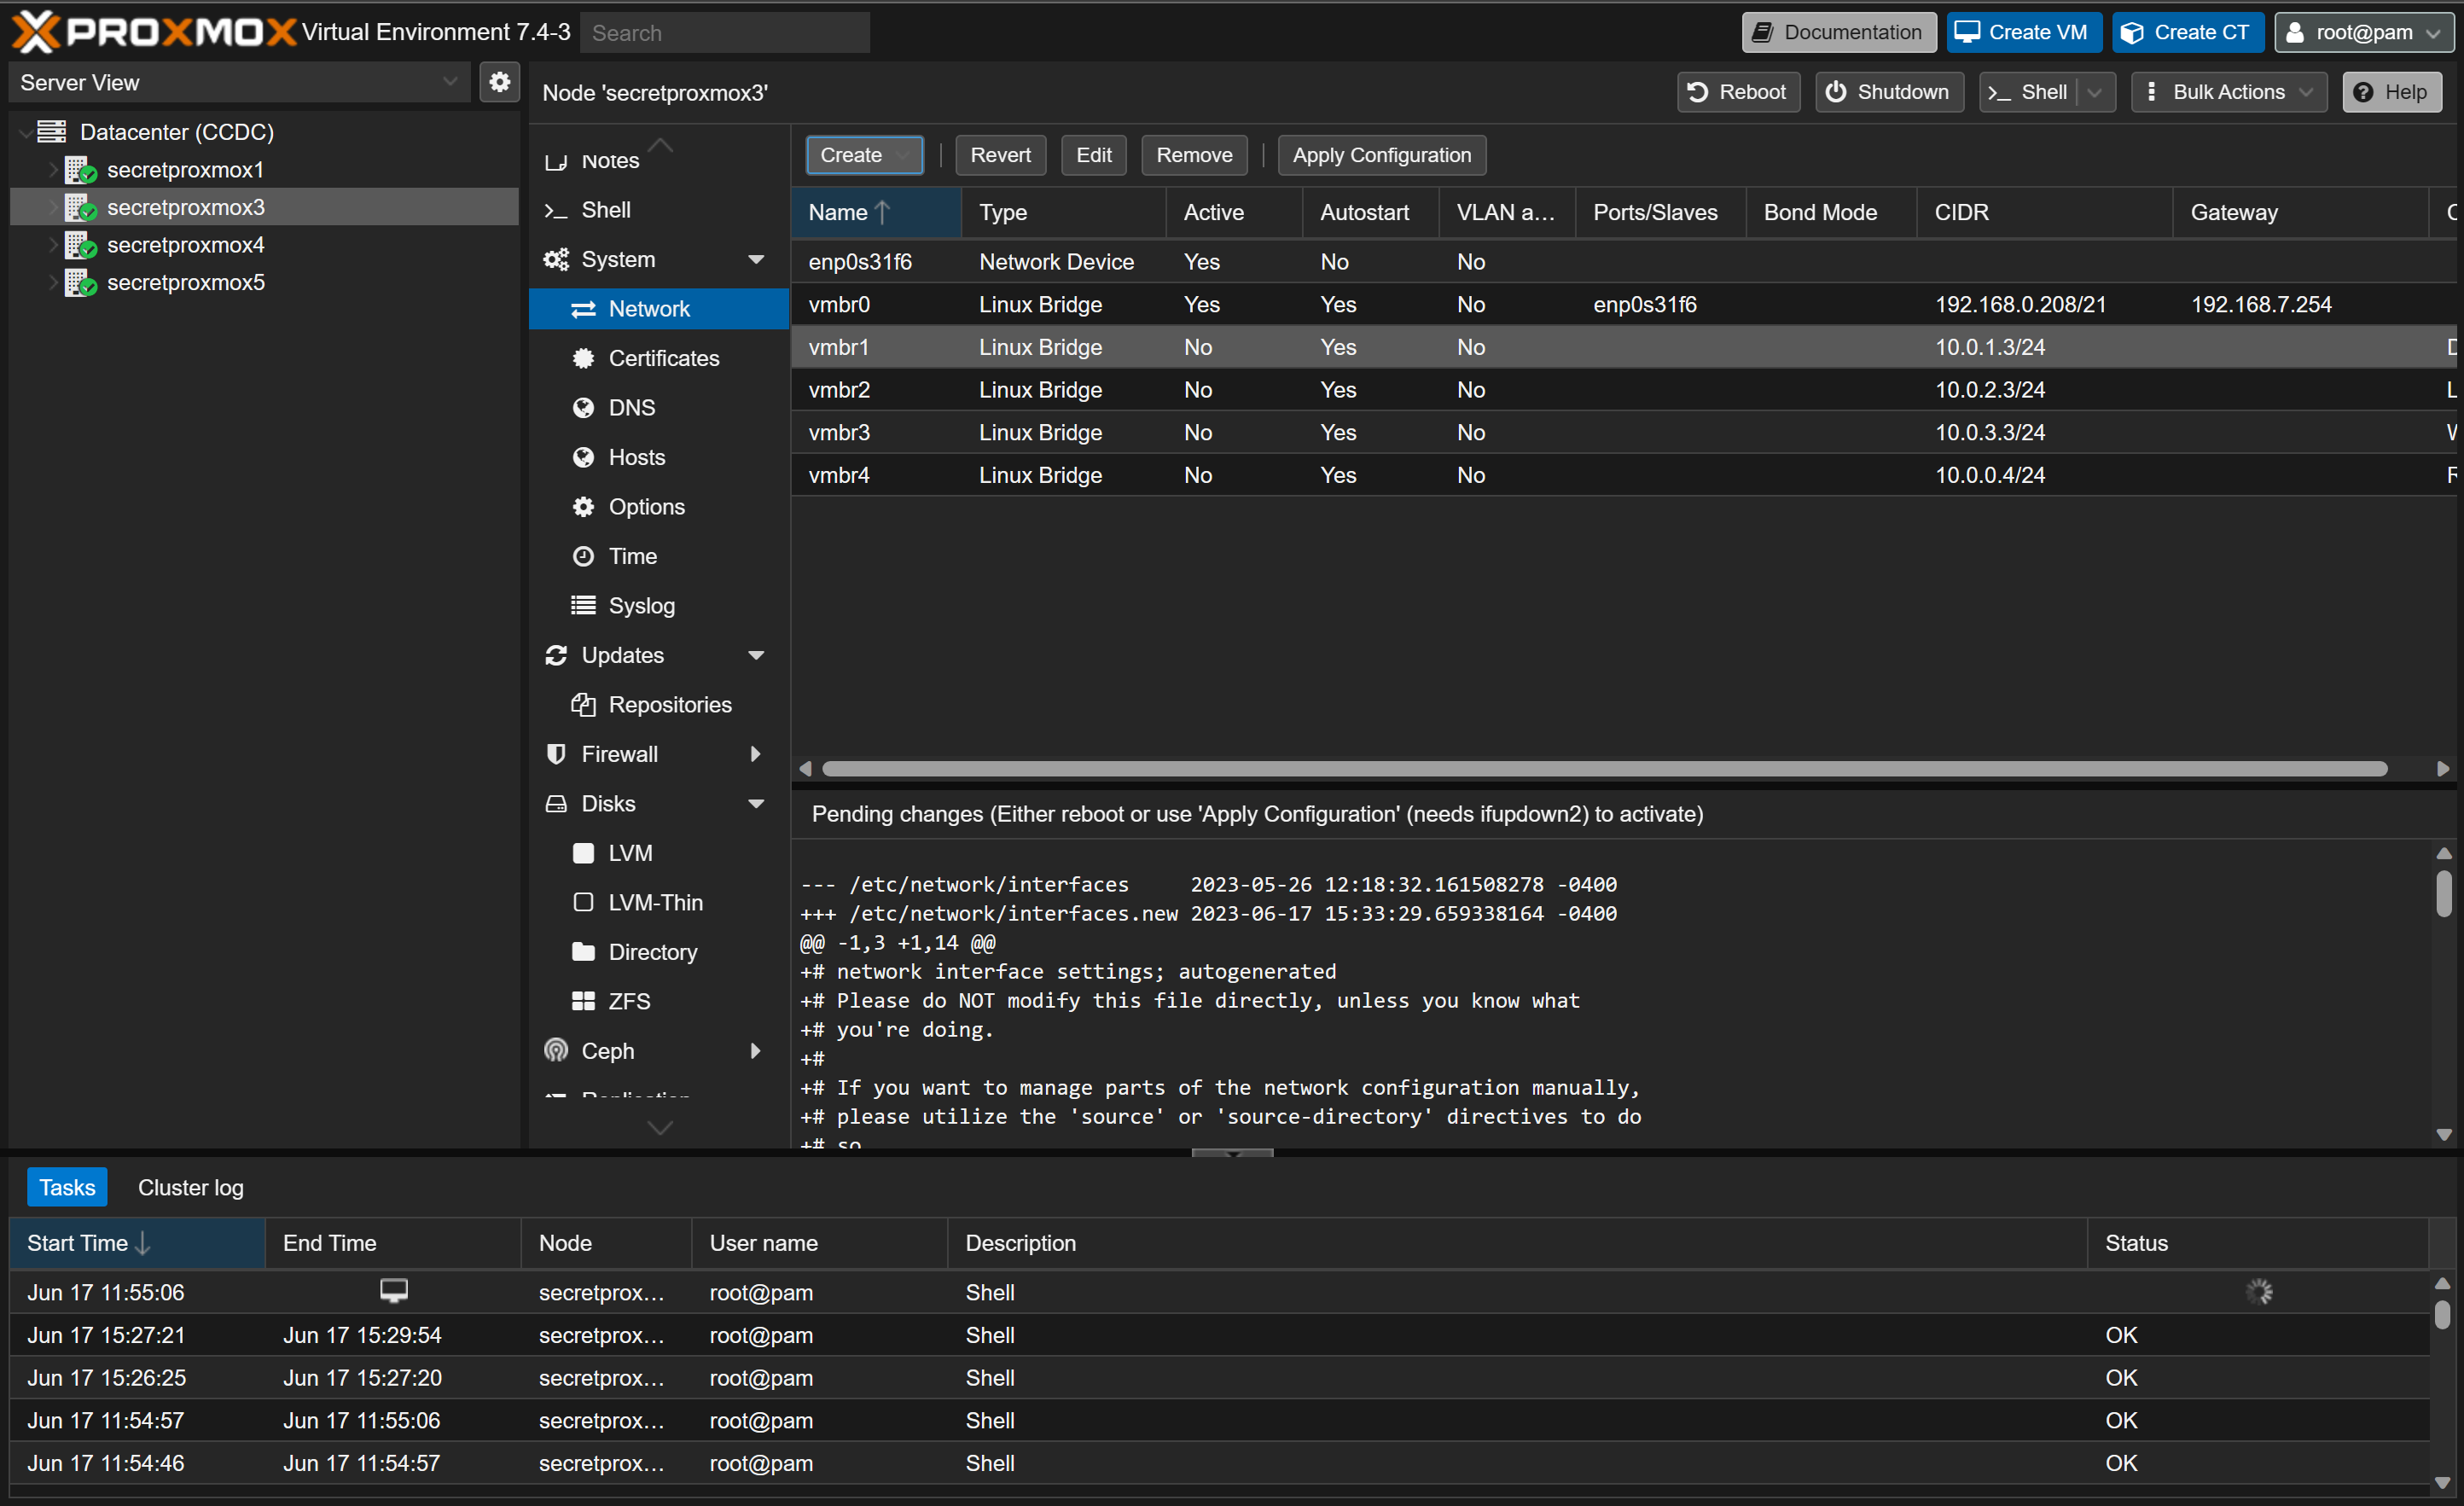 PROXMOX Virtual Environment 7.4-3 Search Documentation Create VM Create CT root@pam
Server View
Node 'secretproxmox3' Reboot Shutdown Shell Bulk Actions Help
Datacenter (CCDC)
secretproxmox1
secretproxmox3
secretproxmox4
secretproxmox5
Notes
Shell
System
Network
Certificates
DNS
Hosts
Options
Time
Syslog
Updates
Repositories
Firewall
Disks
LVM
LVM-Thin
Directory
ZFS
Ceph
Replication
Create Revert Edit Remove Apply Configuration
Name Type Active Autostart VLAN a... Ports/Slaves Bond Mode CIDR Gateway
enp0s31f6 Network Device Yes No No
vmbr0 Linux Bridge Yes Yes No enp0s31f6 192.168.0.208/21 192.168.7.254
vmbr1 Linux Bridge No Yes No 10.0.1.3/24
vmbr2 Linux Bridge No Yes No 10.0.2.3/24
vmbr3 Linux Bridge No Yes No 10.0.3.3/24
vmbr4 Linux Bridge No Yes No 10.0.0.4/24
Pending changes (Either reboot or use 'Apply Configuration' (needs ifupdown2) to activate)
--- /etc/network/interfaces 2023-05-26 12:18:32.161508278 -0400
+++ /etc/network/interfaces.new 2023-06-17 15:33:29.659338164 -0400
@@ -1,3 +1,14 @@
+# network interface settings; autogenerated
+# Please do NOT modify this file directly, unless you know what
+# you're doing.
+#
+# If you want to manage parts of the network configuration manually,
+# please utilize the 'source' or 'source-directory' directives to do
+# so
Tasks Cluster log
Start Time End Time Node User name Description Status
Jun 17 11:55:06 secretprox... root@pam Shell
Jun 17 15:27:21 Jun 17 15:29:54 secretprox... root@pam Shell OK
Jun 17 15:26:25 Jun 17 15:27:20 secretprox... root@pam Shell OK
Jun 17 11:54:57 Jun 17 11:55:06 secretprox... root@pam Shell OK
Jun 17 11:54:46 Jun 17 11:54:57 secretprox... root@pam Shell OK